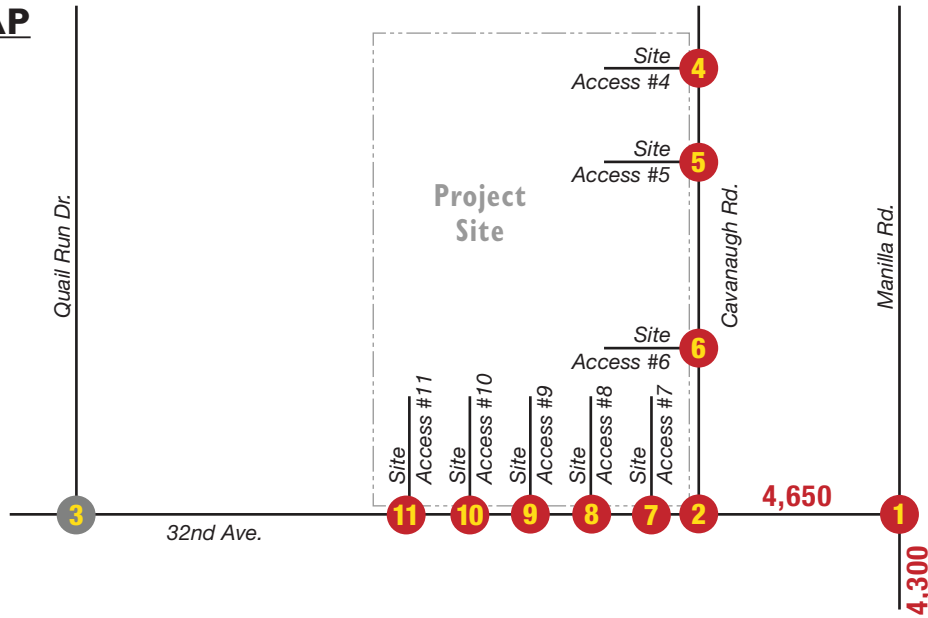 AP
Site
Access #4
4
Site
Access #5
5
Project
Site
Quail Run Dr.
Cavanaugh Rd.
Manilla Rd.
Site
Access #6
6
Site
Access #11
Site
Access #10
Site
Access #9
Site
Access #8
Site
Access #7
3
11
10
9
8
7
2
4,650
1
32nd Ave.
4,300